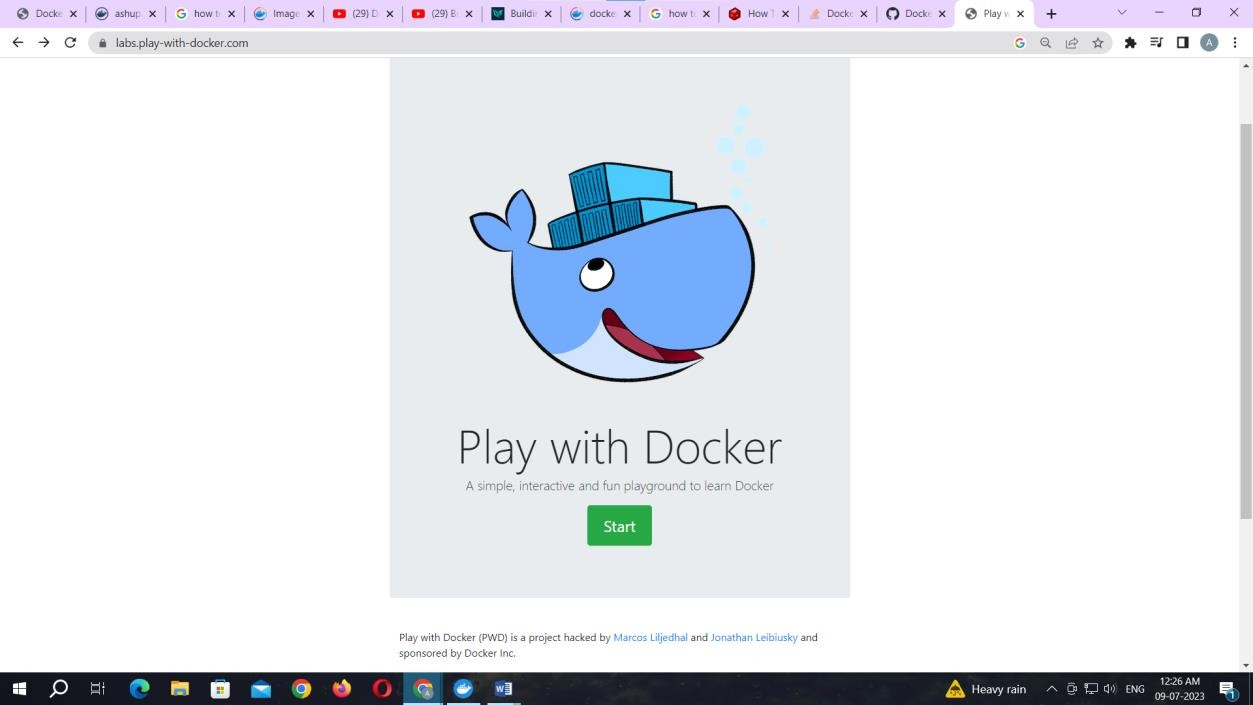 Docke
ashup
how t
Image
(29) D
(29) B
Buildi
docke
how t
How T
Docke
Docke
Play w
labs.play-with-docker.com
A
Play with Docker
A simple, interactive and fun playground to learn Docker
Start
Play with Docker (PWD) is a project hacked by Marcos Liljedhal and Jonathan Leibiusky and
sponsored by Docker Inc.
Heavy rain
ENG
12:26 AM
09-07-2023
1